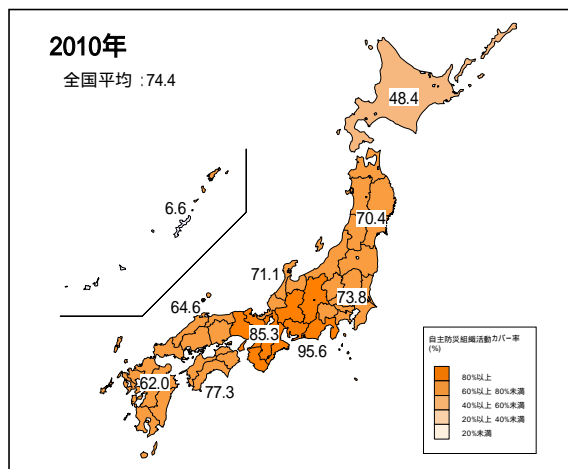 2010年
全国平均 :74.4
48.4
6.6
70.4
71.1
73.8
64.6
85.3
95.6
62.0
77.3
自主防災組織活動カバー率
(%)
80%以上
60%以上 80%未満
40%以上 60%未満
20%以上 40%未満
20%未満